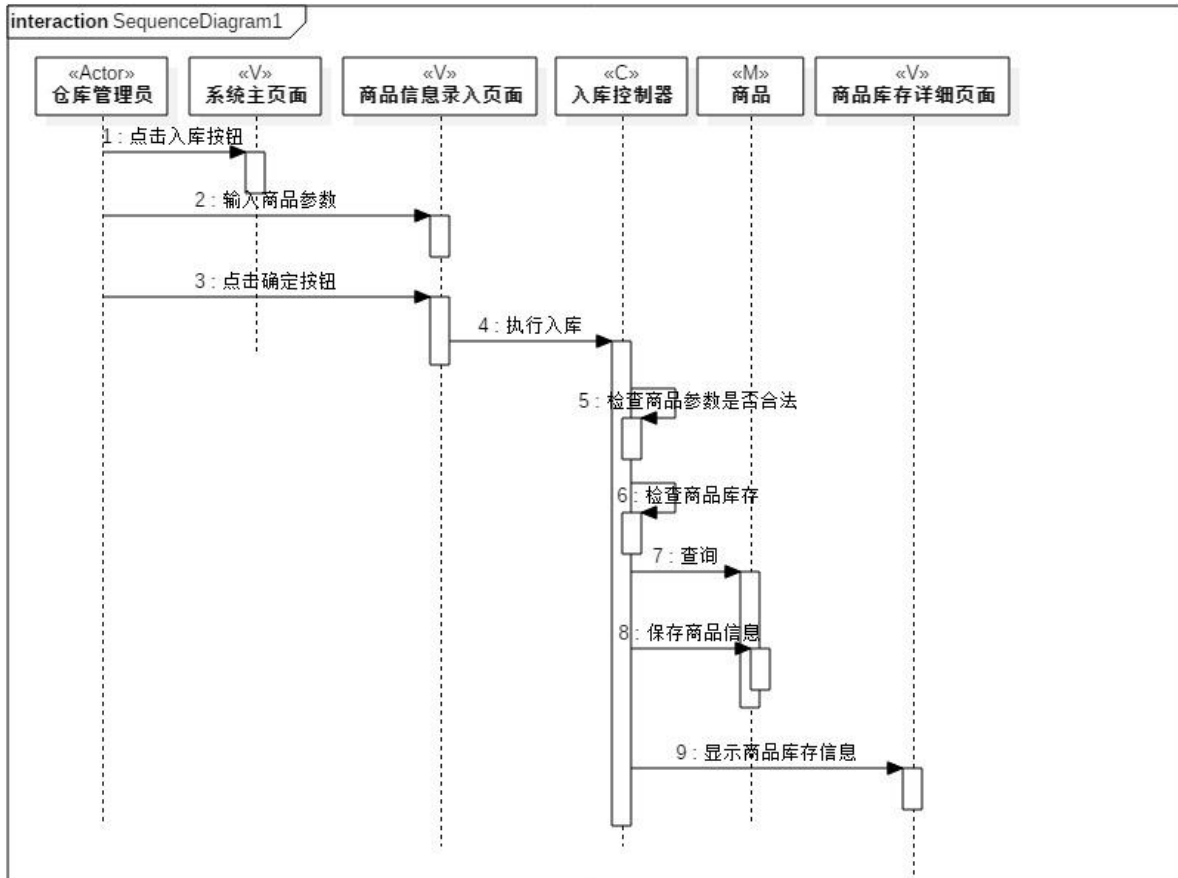 interaction SequenceDiagram1
«Actor»
仓库管理员
«V»
系统主页面
«V»
商品信息录入页面
«C»
入库控制器
«M»
商品
«V»
商品库存详细页面
1 : 点击入库按钮
2 : 输入商品参数
3 : 点击确定按钮
4 : 执行入库
5 : 检查商品参数是否合法
6 : 检查商品库存
7 : 查询
8 : 保存商品信息
9 : 显示商品库存信息